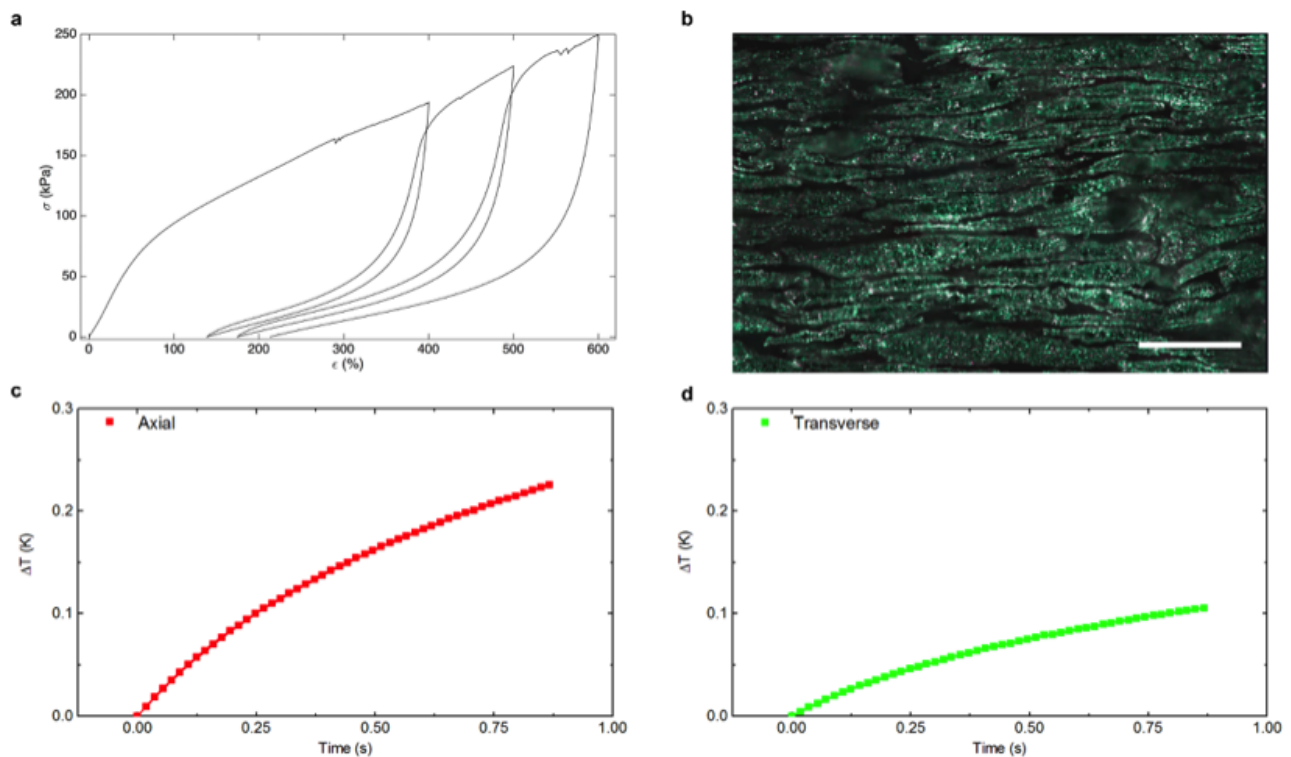 a
250
200
150
100
50
0
σ (kPa)
0 100 200 300 400 500 600
ϵ (%)
b
c
0.3
0.2
0.1
0.0
ΔT (K)
Axial
0.00 0.25 0.50 0.75 1.00
Time (s)
d
0.3
0.2
0.1
0.0
ΔT (K)
Transverse
0.00 0.25 0.50 0.75 1.00
Time (s)